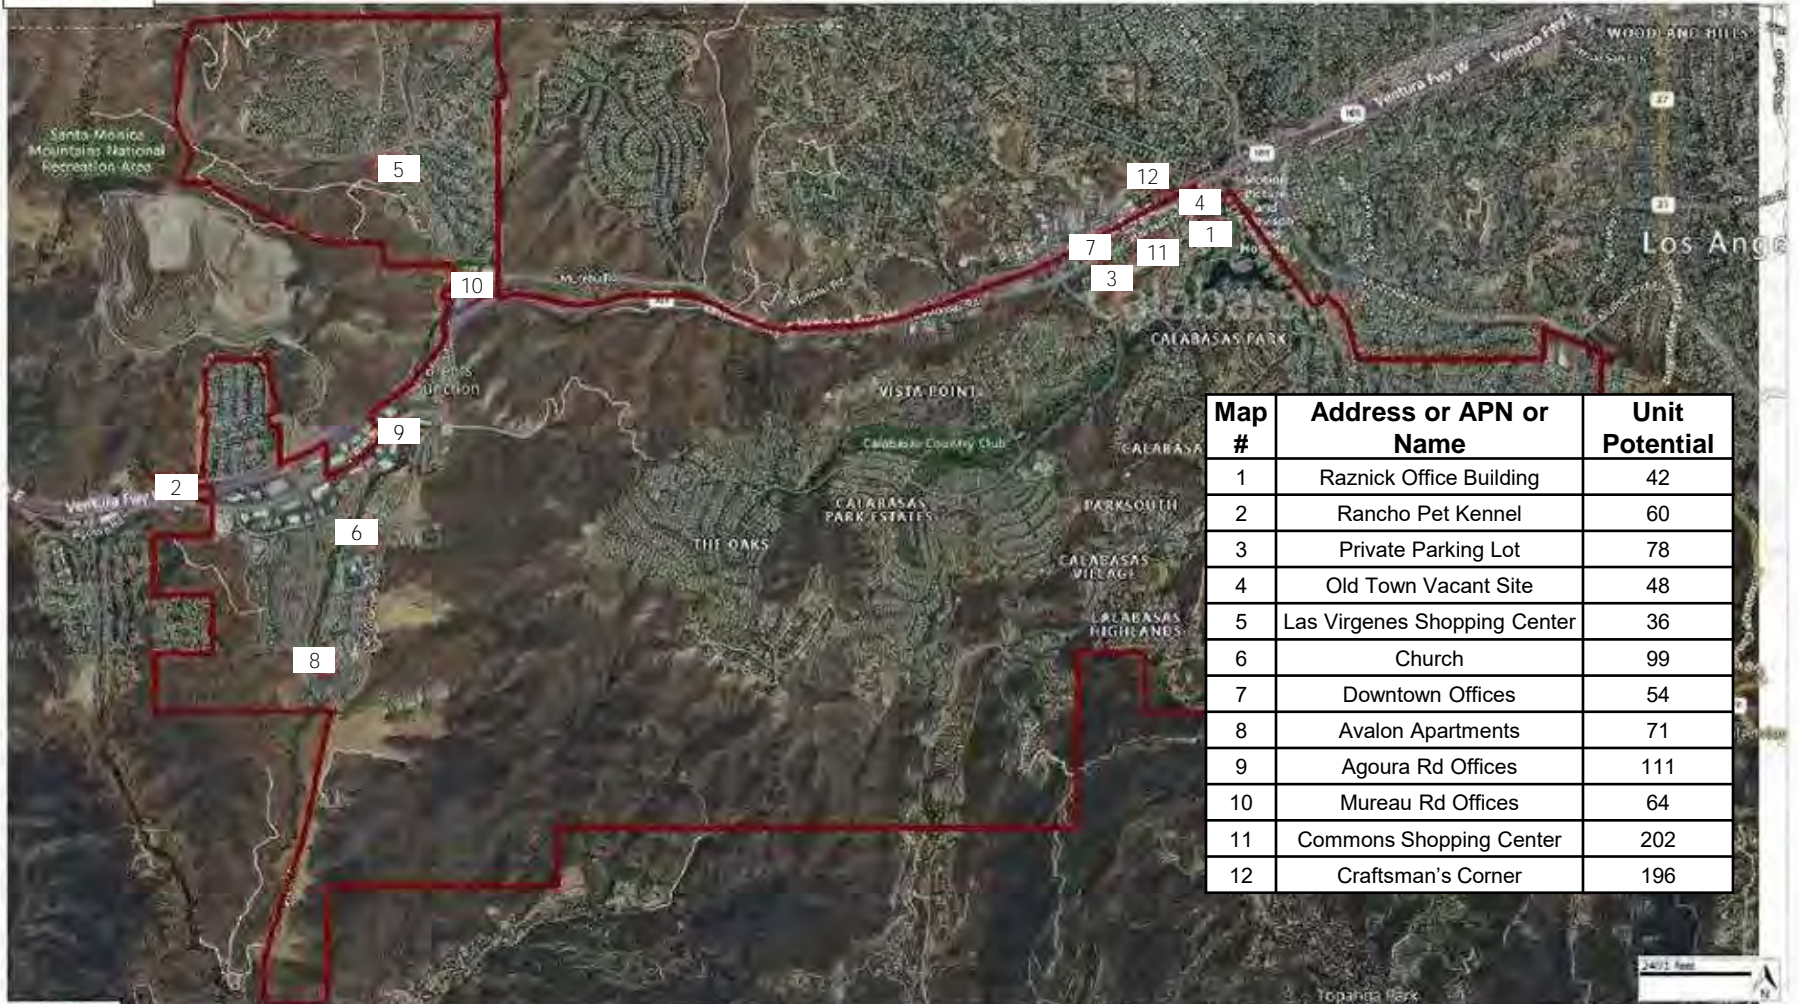 WOODLAND HILLS
Ventura Fwy E
Ventura Fwy W
Ventura Fwy W
27
101
101
Santa Monica
Mountains National
Recreation Area
5
12
4
1
7
11
3
10
Los Ange
CALABASAS PARK
VISTA POINT
Calabasas Country Club
9
2
Ventura Fwy
6
8
CALABASAS
PARK ESTATES
THE OAKS
CALABASA
PARKSOUTH
CALABASAS
VILLAGE
CALABASAS
HIGHLANDS
Map # Address or APN or Name Unit Potential
1 Raznick Office Building 42
2 Rancho Pet Kennel 60
3 Private Parking Lot 78
4 Old Town Vacant Site 48
5 Las Virgenes Shopping Center 36
6 Church 99
7 Downtown Offices 54
8 Avalon Apartments 71
9 Agoura Rd Offices 111
10 Mureau Rd Offices 64
11 Commons Shopping Center 202
12 Craftsman's Corner 196
Topanga Park
N